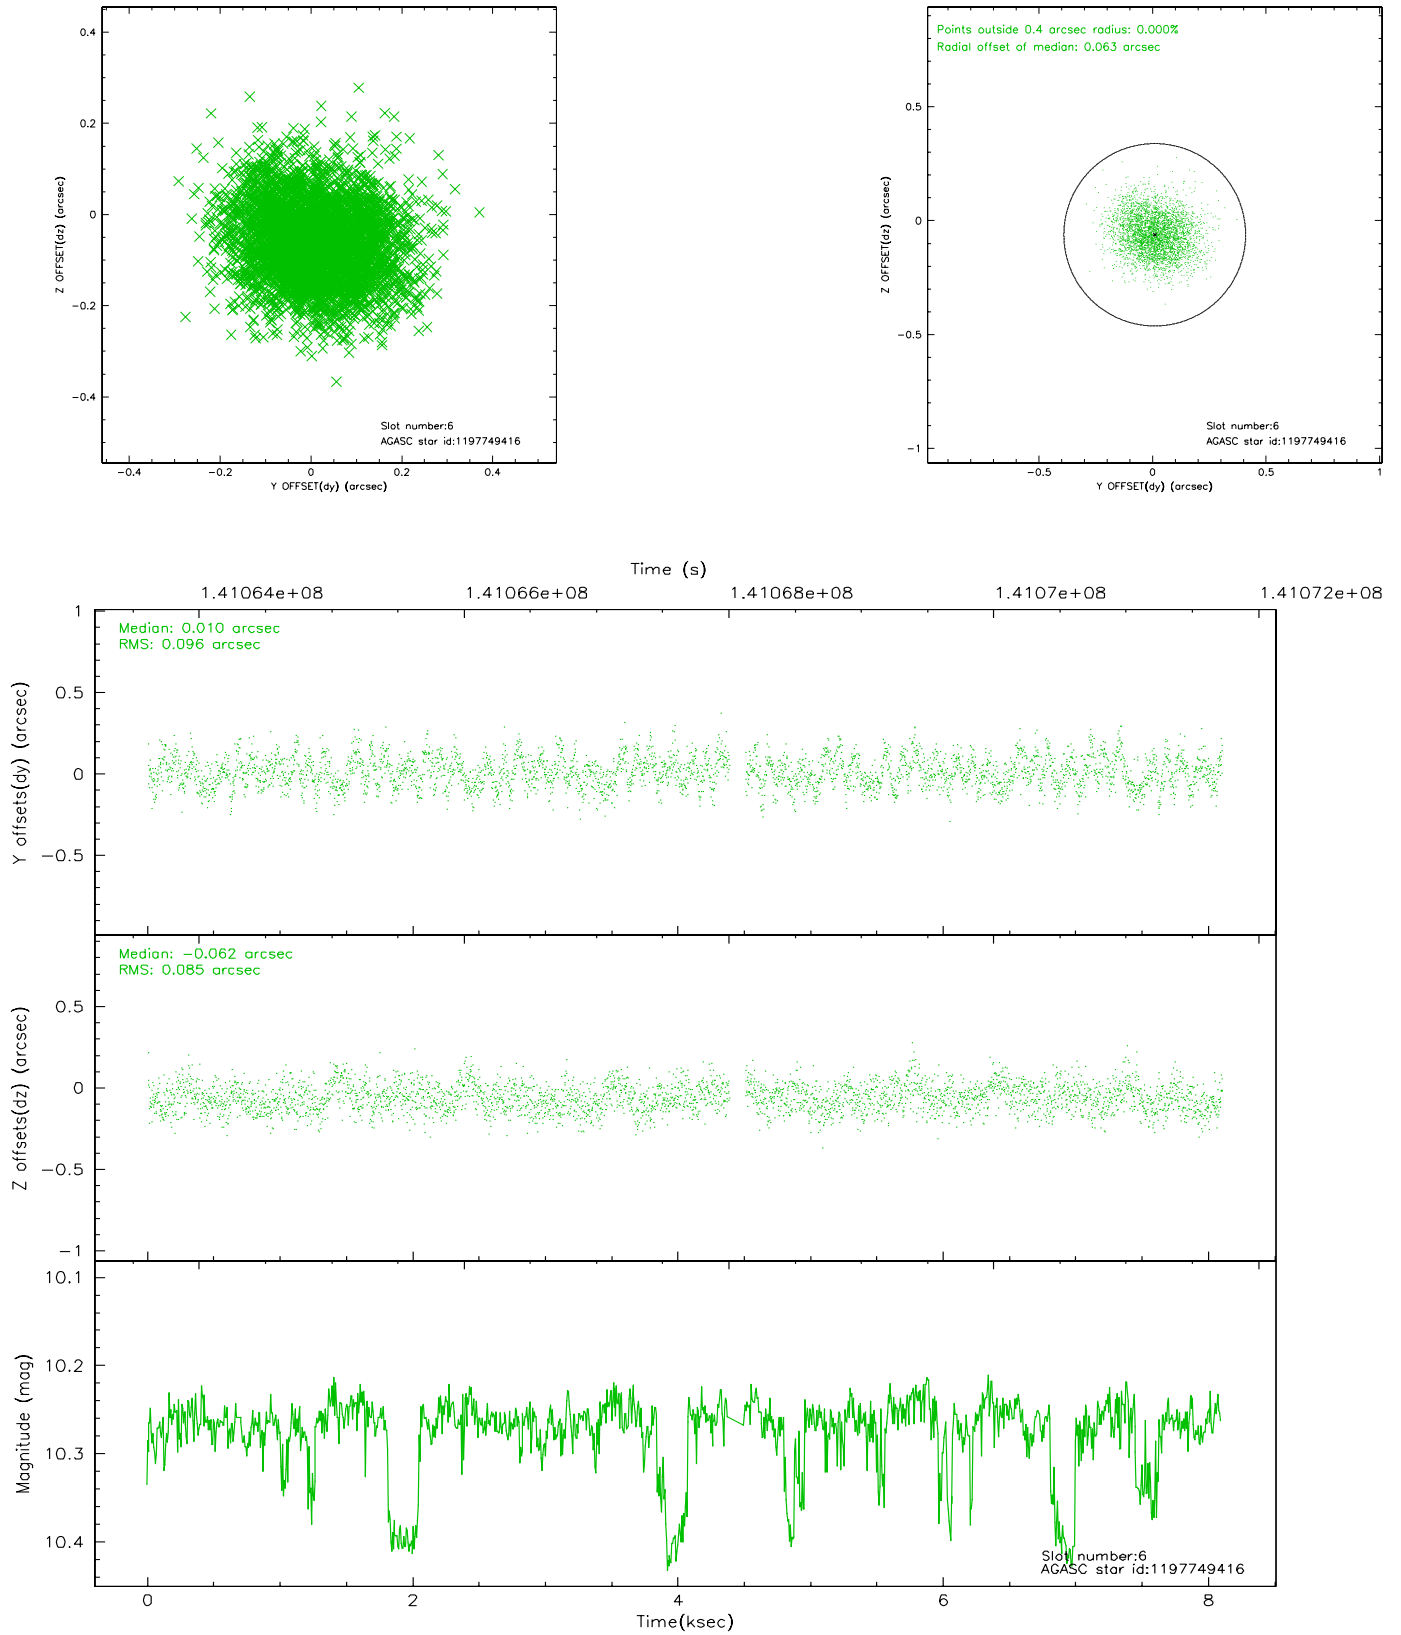 0.4
0.2
0
-0.2
-0.4
Z OFFSET(dz) (arcsec)
Slot number:6
AGASC star id:1197749416
-0.4 -0.2 0 0.2 0.4
Y OFFSET(dy) (arcsec)
Points outside 0.4 arcsec radius: 0.000%
Radial offset of median: 0.063 arcsec
0.5
0
-0.5
-1
Z OFFSET(dz) (arcsec)
Slot number:6
AGASC star id:1197749416
-0.5 0 0.5 1
Y OFFSET(dy) (arcsec)
Time (s)
1.41064e+08 1.41066e+08 1.41068e+08 1.4107e+08 1.41072e+08
Median: 0.010 arcsec
RMS: 0.096 arcsec
1
0.5
0
-0.5
Y offsets(dy) (arcsec)
Median: -0.062 arcsec
RMS: 0.085 arcsec
0.5
0
-0.5
-1
Z offsets(dz) (arcsec)
10.1
10.2
10.3
10.4
Magnitude (mag)
Slot number:6
AGASC star id:1197749416
0 2 4 6 8
Time(ksec)